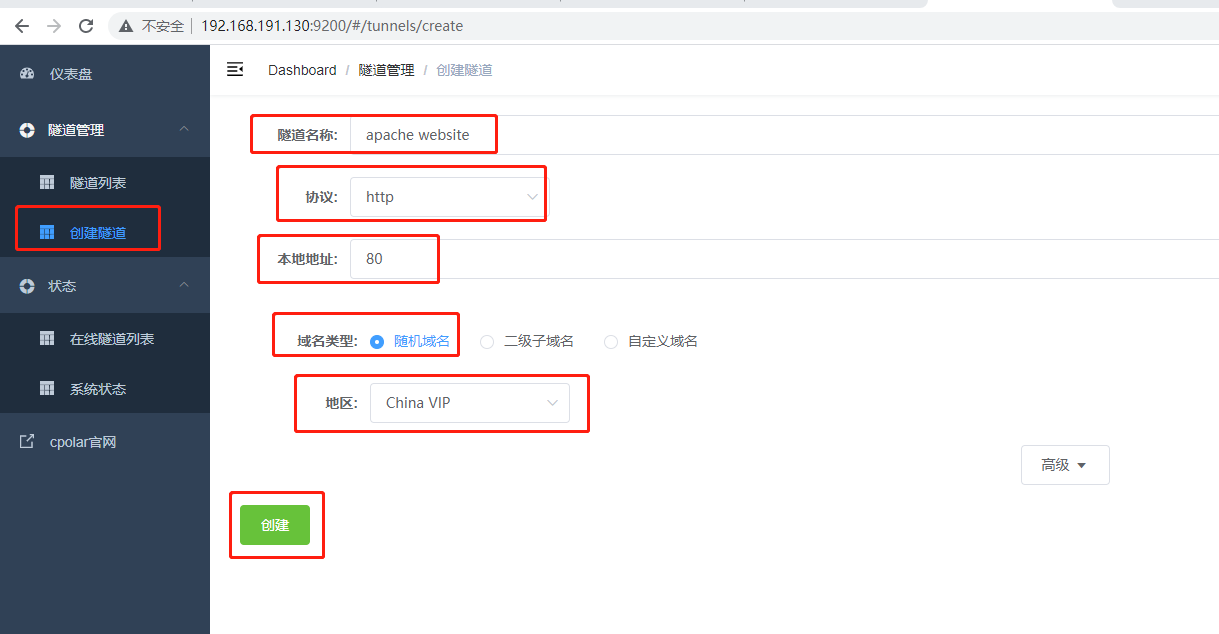 不安全 192.168.191.130:9200/#/tunnels/create
仪表盘
隧道管理
隧道列表
创建隧道
状态
在线隧道列表
系统状态
cpolar官网
Dashboard / 隧道管理 / 创建隧道
隧道名称: apache website
协议: http
本地地址: 80
域名类型: 随机域名 二级子域名 自定义域名
地区: China VIP
高级
创建